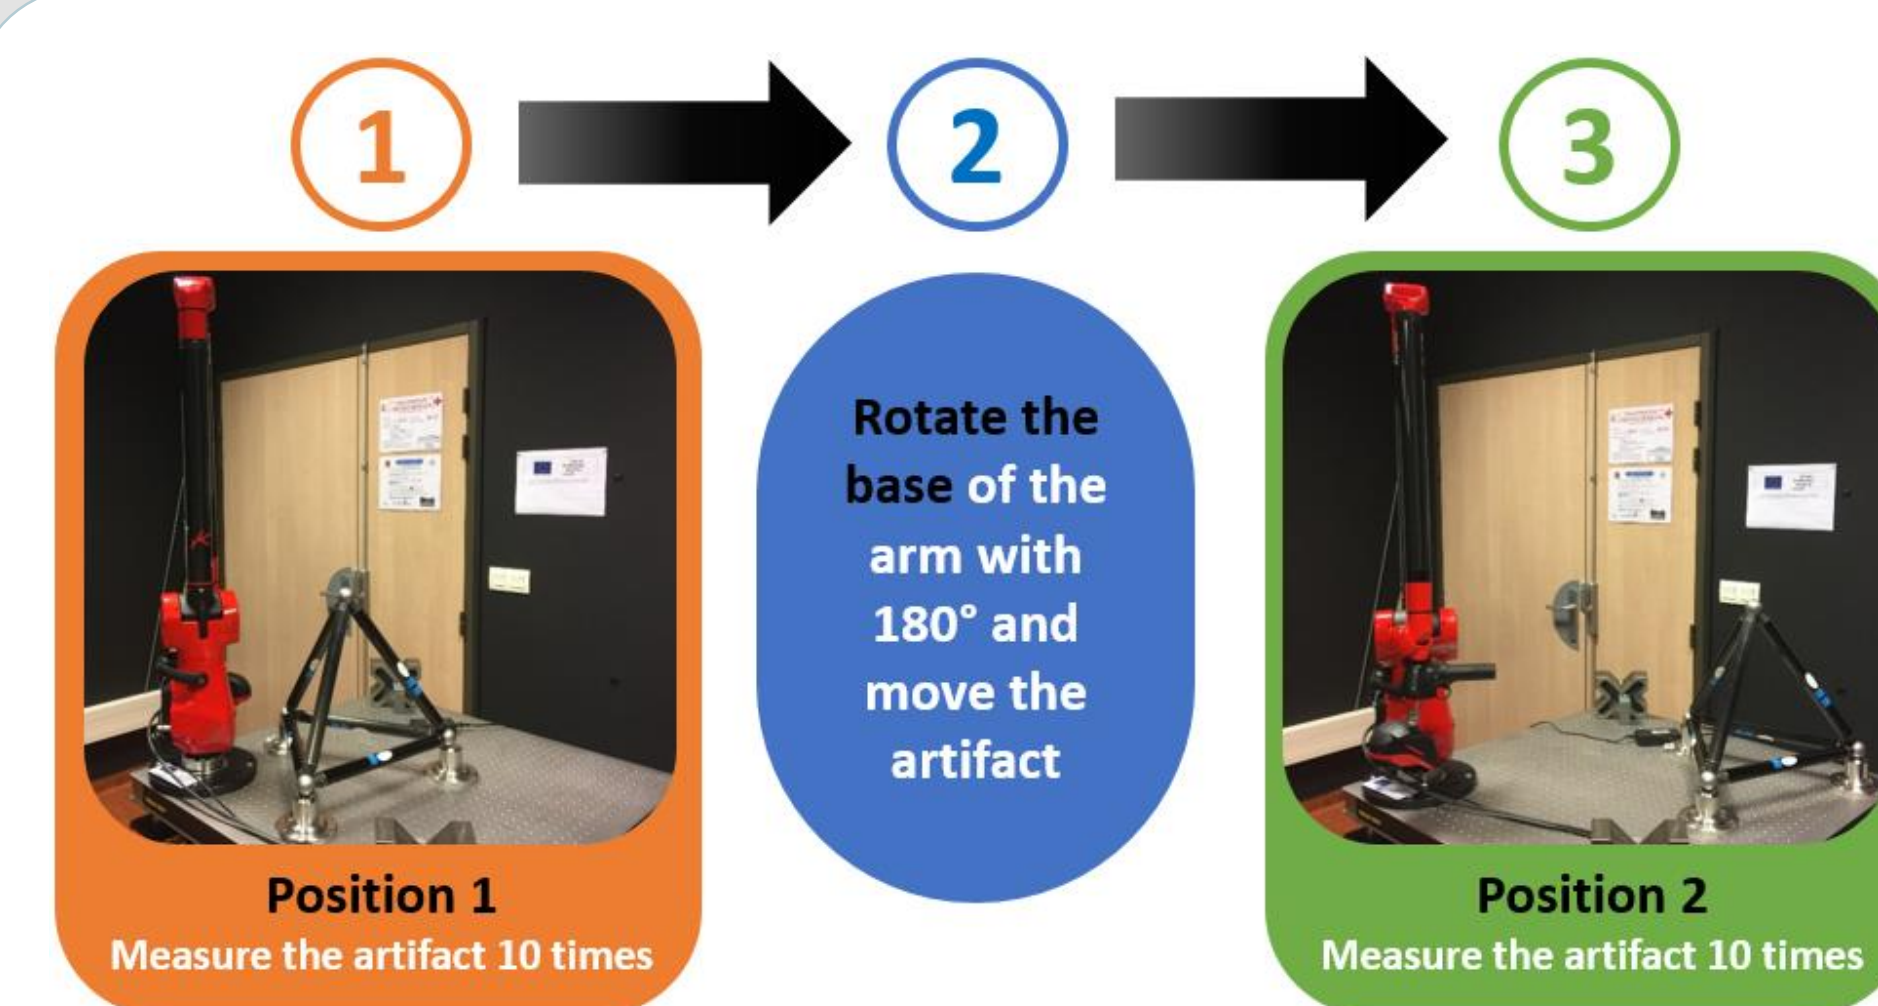 1
2
3
Rotate the
base of the
arm with
180° and
move the
artifact
Position 1
Measure the artifact 10 times
Position 2
Measure the artifact 10 times